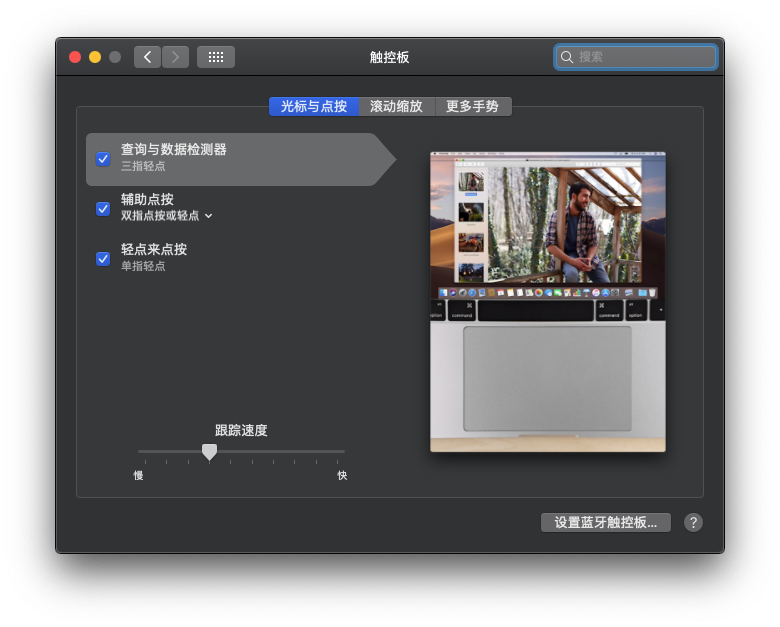 触控板
搜索
光标与点按
滚动缩放
更多手势
查询与数据检测器
三指轻点
辅助点按
双指点按或轻点
轻点来点按
单指轻点
跟踪速度
慢
快
option
command
command
option
设置蓝牙触控板...
?